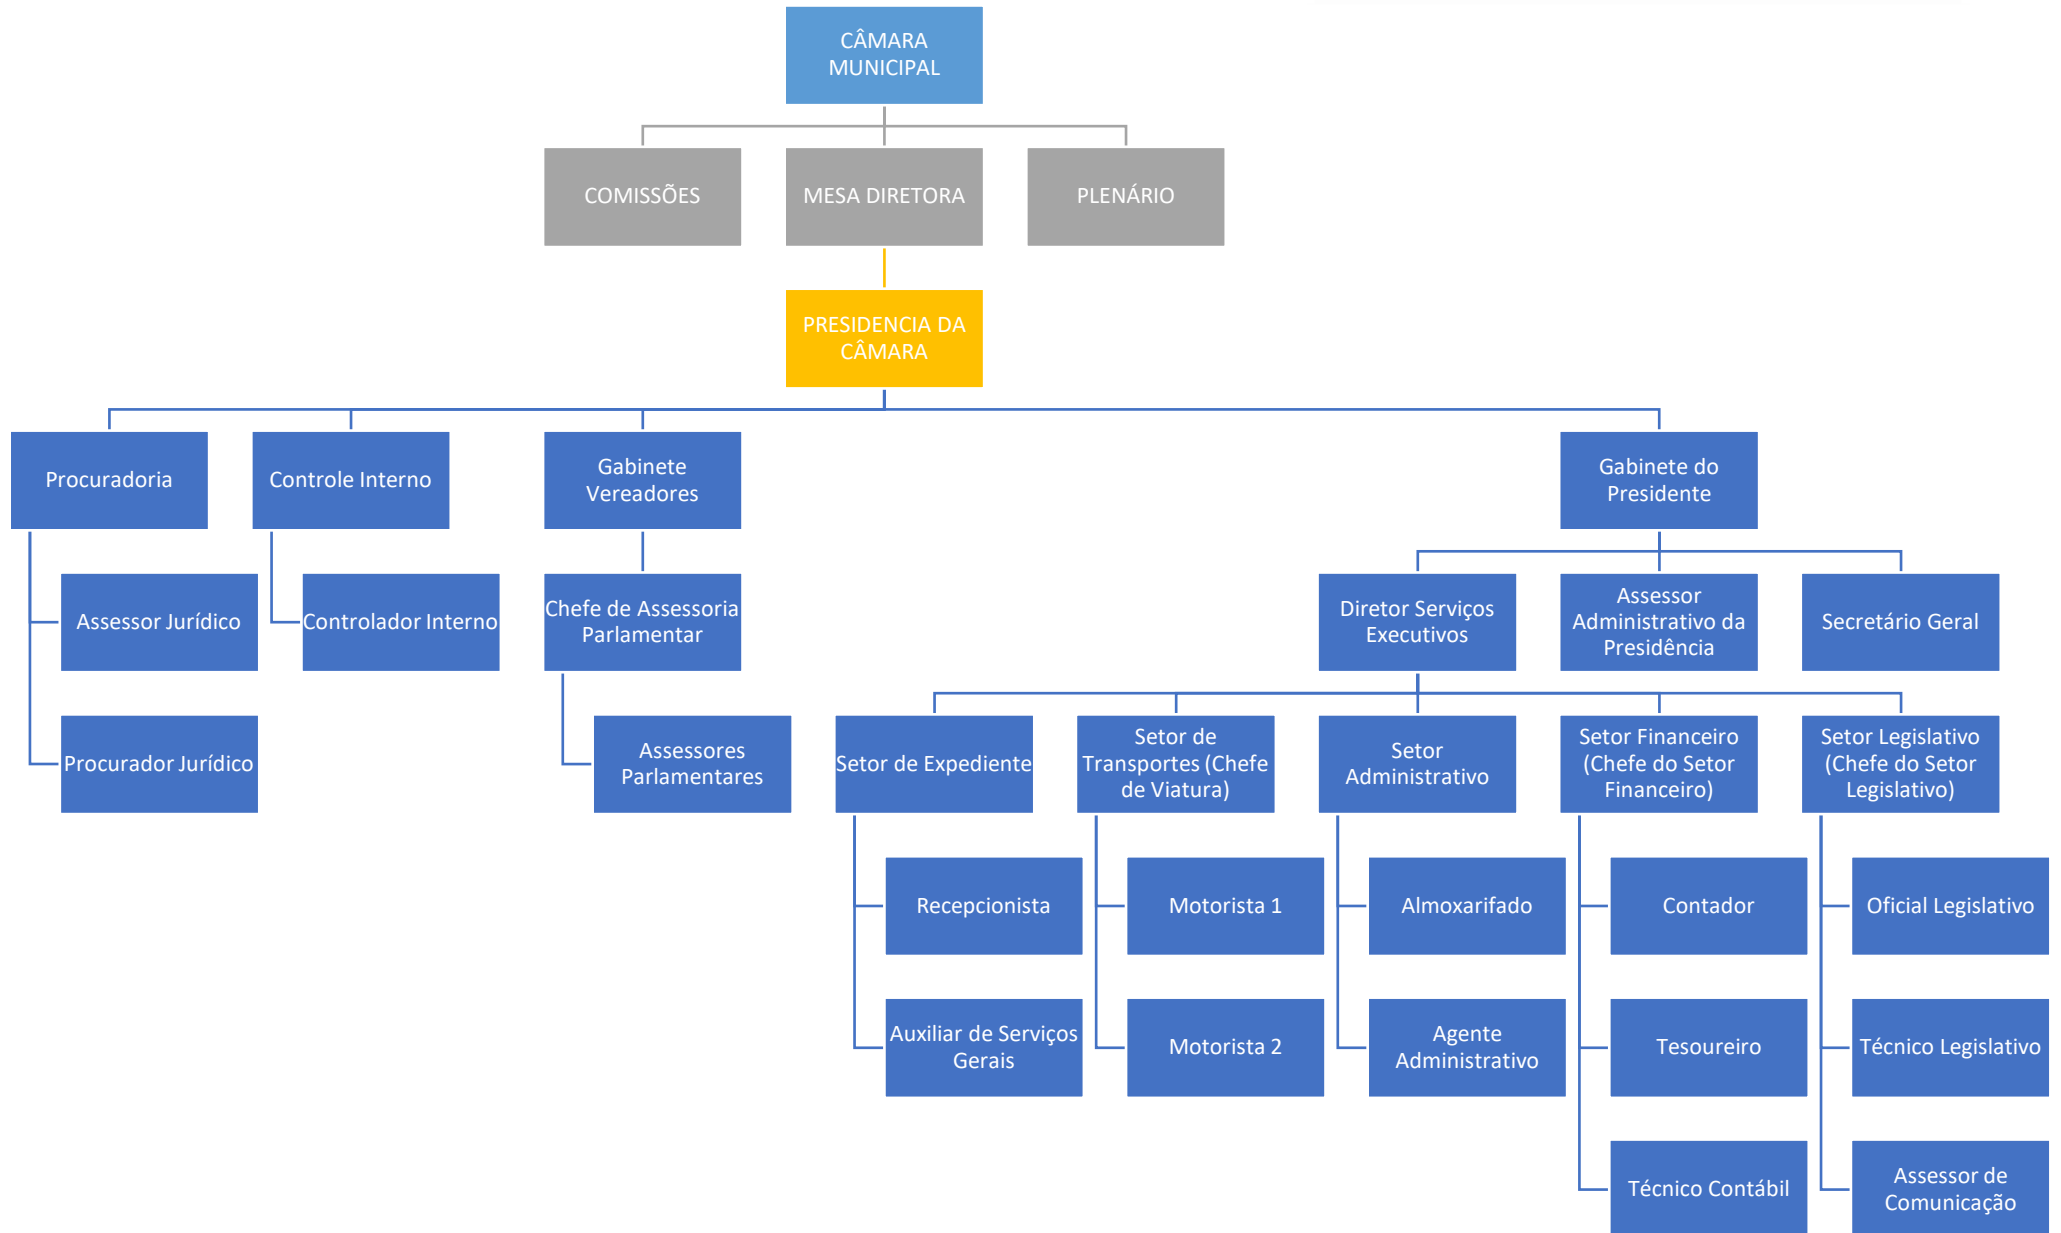 CÂMARA
MUNICIPAL
COMISSÕES
MESA DIRETORA
PLENÁRIO
PRESIDENCIA DA
CÂMARA
Procuradoria
Controle Interno
Gabinete
Vereadores
Gabinete do
Presidente
Assessor Jurídico
Controlador Interno
Chefe de Assessoria
Parlamentar
Diretor Serviços
Executivos
Assessor
Administrativo da
Presidência
Secretário Geral
Procurador Jurídico
Assessores
Parlamentares
Setor de Expediente
Setor de
Transportes (Chefe
de Viatura)
Setor
Administrativo
Setor Financeiro
(Chefe do Setor
Financeiro)
Setor Legislativo
(Chefe do Setor
Legislativo)
Recepcionista
Motorista 1
Almoxarifado
Contador
Oficial Legislativo
Auxiliar de Serviços
Gerais
Motorista 2
Agente
Administrativo
Tesoureiro
Técnico Legislativo
Técnico Contábil
Assessor de
Comunicação